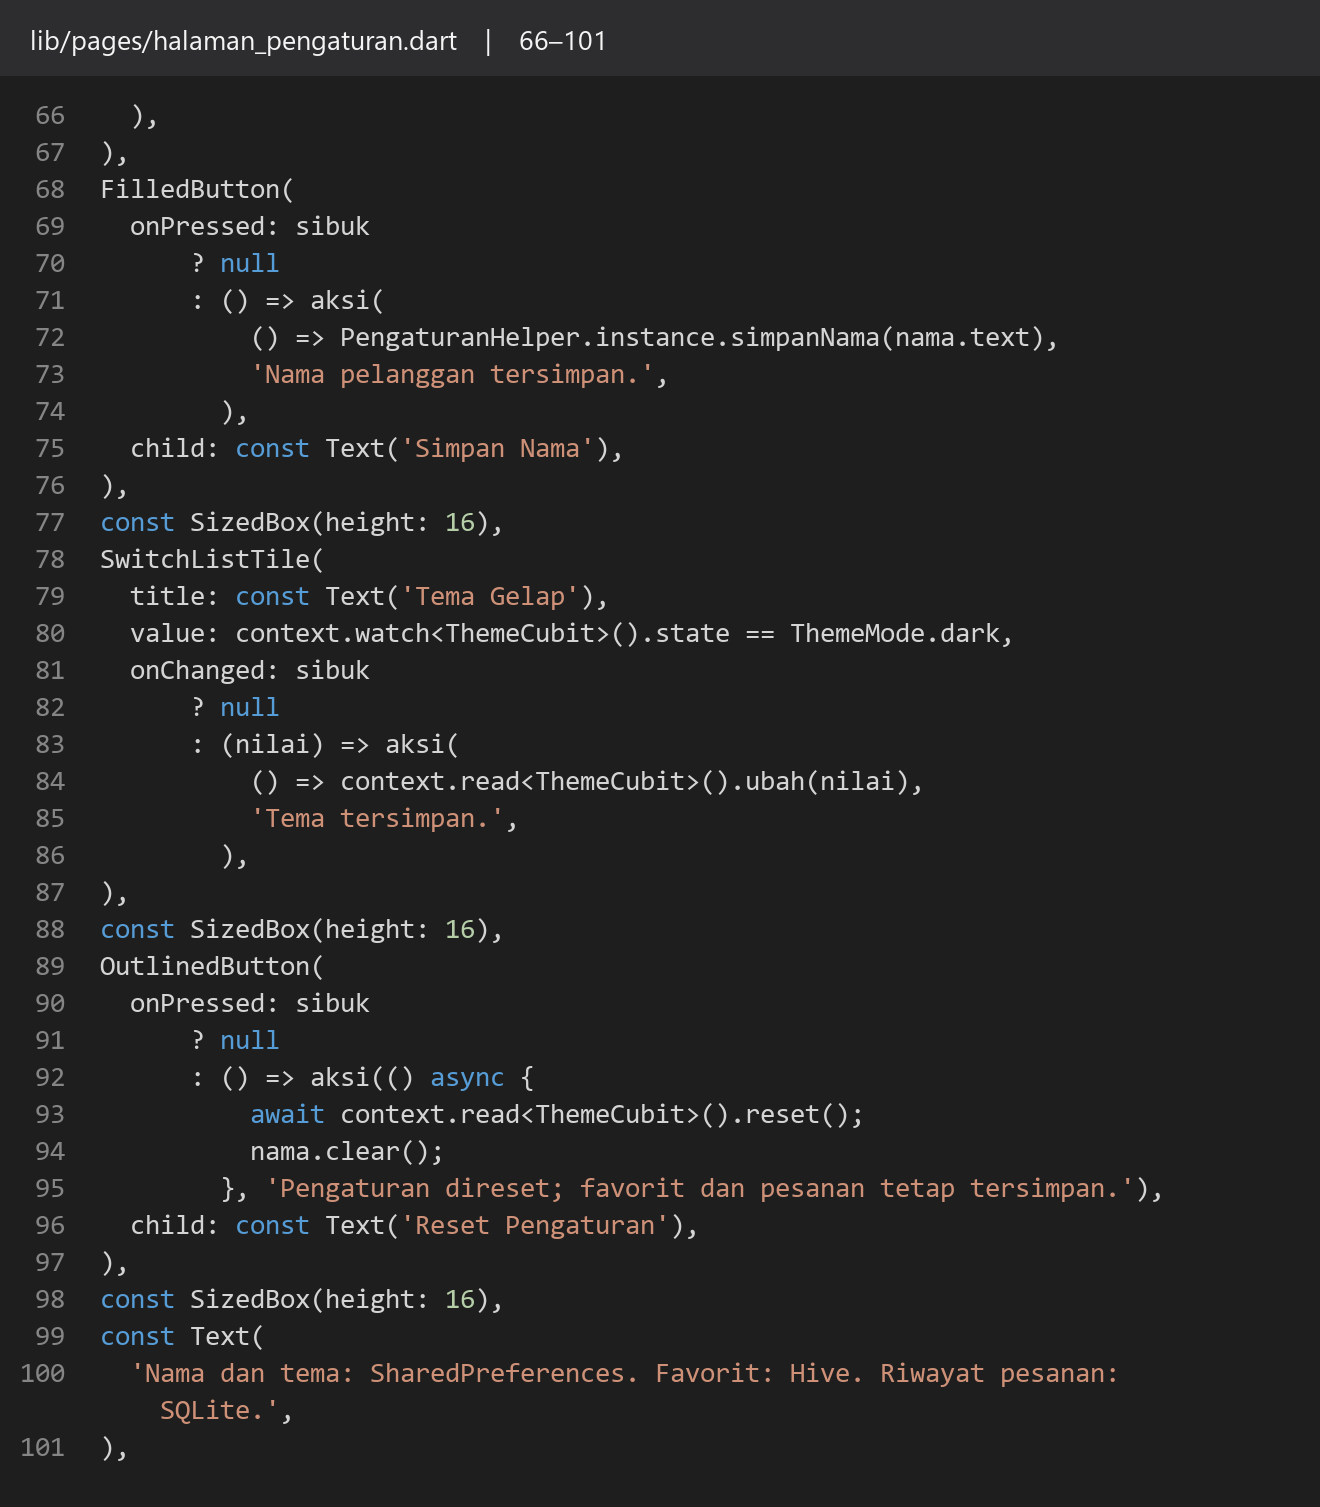 lib/pages/halaman_pengaturan.dart | 66–101
66 ),
67 ),
68 FilledButton(
69 onPressed: sibuk
70 ? null
71 : () => aksi(
72 () => PengaturanHelper.instance.simpanNama(nama.text),
73 'Nama pelanggan tersimpan.',
74 ),
75 child: const Text('Simpan Nama'),
76 ),
77 const SizedBox(height: 16),
78 SwitchListTile(
79 title: const Text('Tema Gelap'),
80 value: context.watch<ThemeCubit>().state == ThemeMode.dark,
81 onChanged: sibuk
82 ? null
83 : (nilai) => aksi(
84 () => context.read<ThemeCubit>().ubah(nilai),
85 'Tema tersimpan.',
86 ),
87 ),
88 const SizedBox(height: 16),
89 OutlinedButton(
90 onPressed: sibuk
91 ? null
92 : () => aksi(() async {
93 await context.read<ThemeCubit>().reset();
94 nama.clear();
95 }, 'Pengaturan direset; favorit dan pesanan tetap tersimpan.'),
96 child: const Text('Reset Pengaturan'),
97 ),
98 const SizedBox(height: 16),
99 const Text(
100 'Nama dan tema: SharedPreferences. Favorit: Hive. Riwayat pesanan:
SQLite.',
101 ),